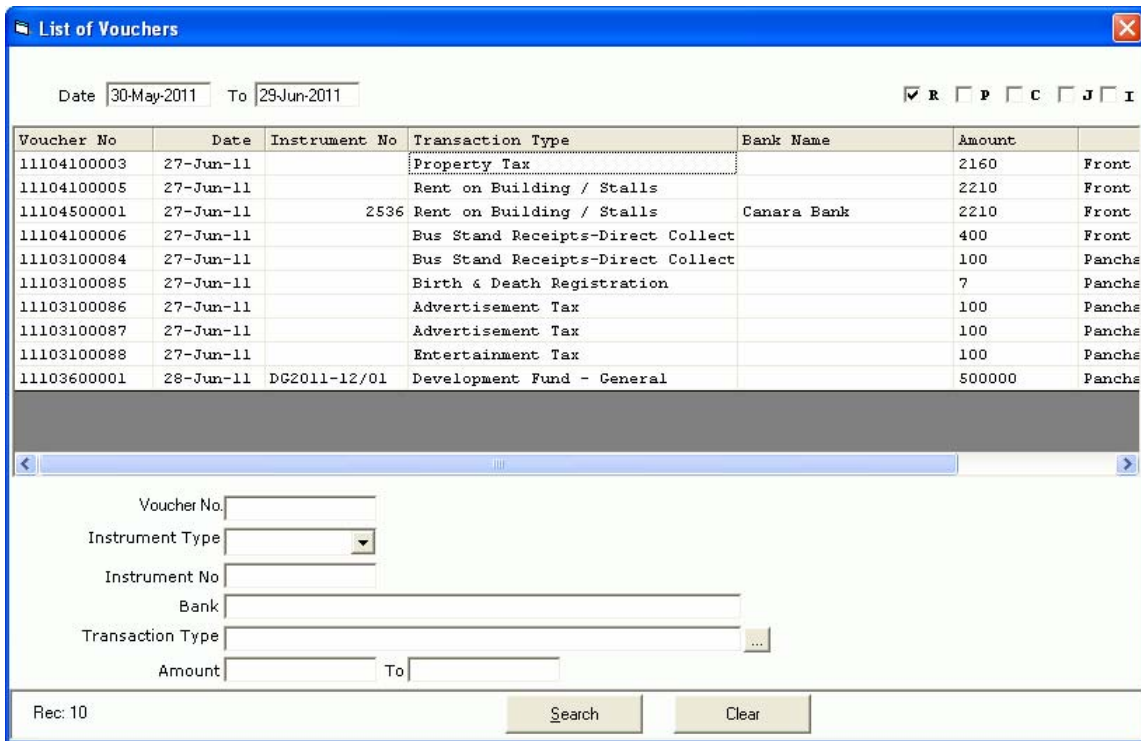 List of Vouchers
Date 30-May-2011 To 29-Jun-2011 R P C J I
Voucher No Date Instrument No Transaction Type Bank Name Amount
11104100003 27-Jun-11 Property Tax 2160 Front
11104100005 27-Jun-11 Rent on Building / Stalls 2210 Front
11104500001 27-Jun-11 2536 Rent on Building / Stalls Canara Bank 2210 Front
11104100006 27-Jun-11 Bus Stand Receipts-Direct Collect 400 Front
11103100084 27-Jun-11 Bus Stand Receipts-Direct Collect 100 Pancha
11103100085 27-Jun-11 Birth & Death Registration 7 Pancha
11103100086 27-Jun-11 Advertisement Tax 100 Pancha
11103100087 27-Jun-11 Advertisement Tax 100 Pancha
11103100088 27-Jun-11 Entertainment Tax 100 Pancha
11103600001 28-Jun-11 DG2011-12/01 Development Fund - General 500000 Pancha
Voucher No.
Instrument Type
Instrument No
Bank
Transaction Type ...
Amount To
Rec: 10 Search Clear